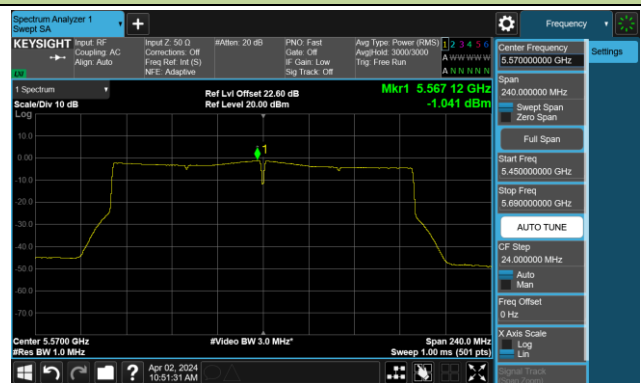 Spectrum Analyzer 1
Swept SA
+
Frequency
KEYSIGHT
Input: RF
Coupling: AC
Align: Auto
Input Z: 50 Ω
Corrections: Off
Freq Ref: Int (S)
NFE: Adaptive
#Atten: 20 dB
PNO: Fast
Gate: Off
IF Gain: Low
Sig Track: Off
Avg Type: Power (RMS)
Avg|Hold: 3000/3000
Trig: Free Run
1 2 3 4 5 6
A W W W W W
A N N N N N
1 Spectrum
Scale/Div 10 dB
Log
Ref Lvl Offset 22.60 dB
Ref Level 20.00 dBm
Mkr1 5.567 12 GHz
-1.041 dBm
10.0
0.00
-10.0
-20.0
-30.0
-40.0
-50.0
-60.0
-70.0
1
Center 5.5700 GHz
#Res BW 1.0 MHz
#Video BW 3.0 MHz*
Span 240.0 MHz
Sweep 1.00 ms (501 pts)
Apr 02, 2024
10:51:31 AM
Center Frequency
5.570000000 GHz
Span
240.000000 MHz
Swept Span
Zero Span
Full Span
Start Freq
5.450000000 GHz
Stop Freq
5.690000000 GHz
AUTO TUNE
CF Step
24.000000 MHz
Auto
Man
Freq Offset
0 Hz
X Axis Scale
Log
Lin
Signal Track
Settings